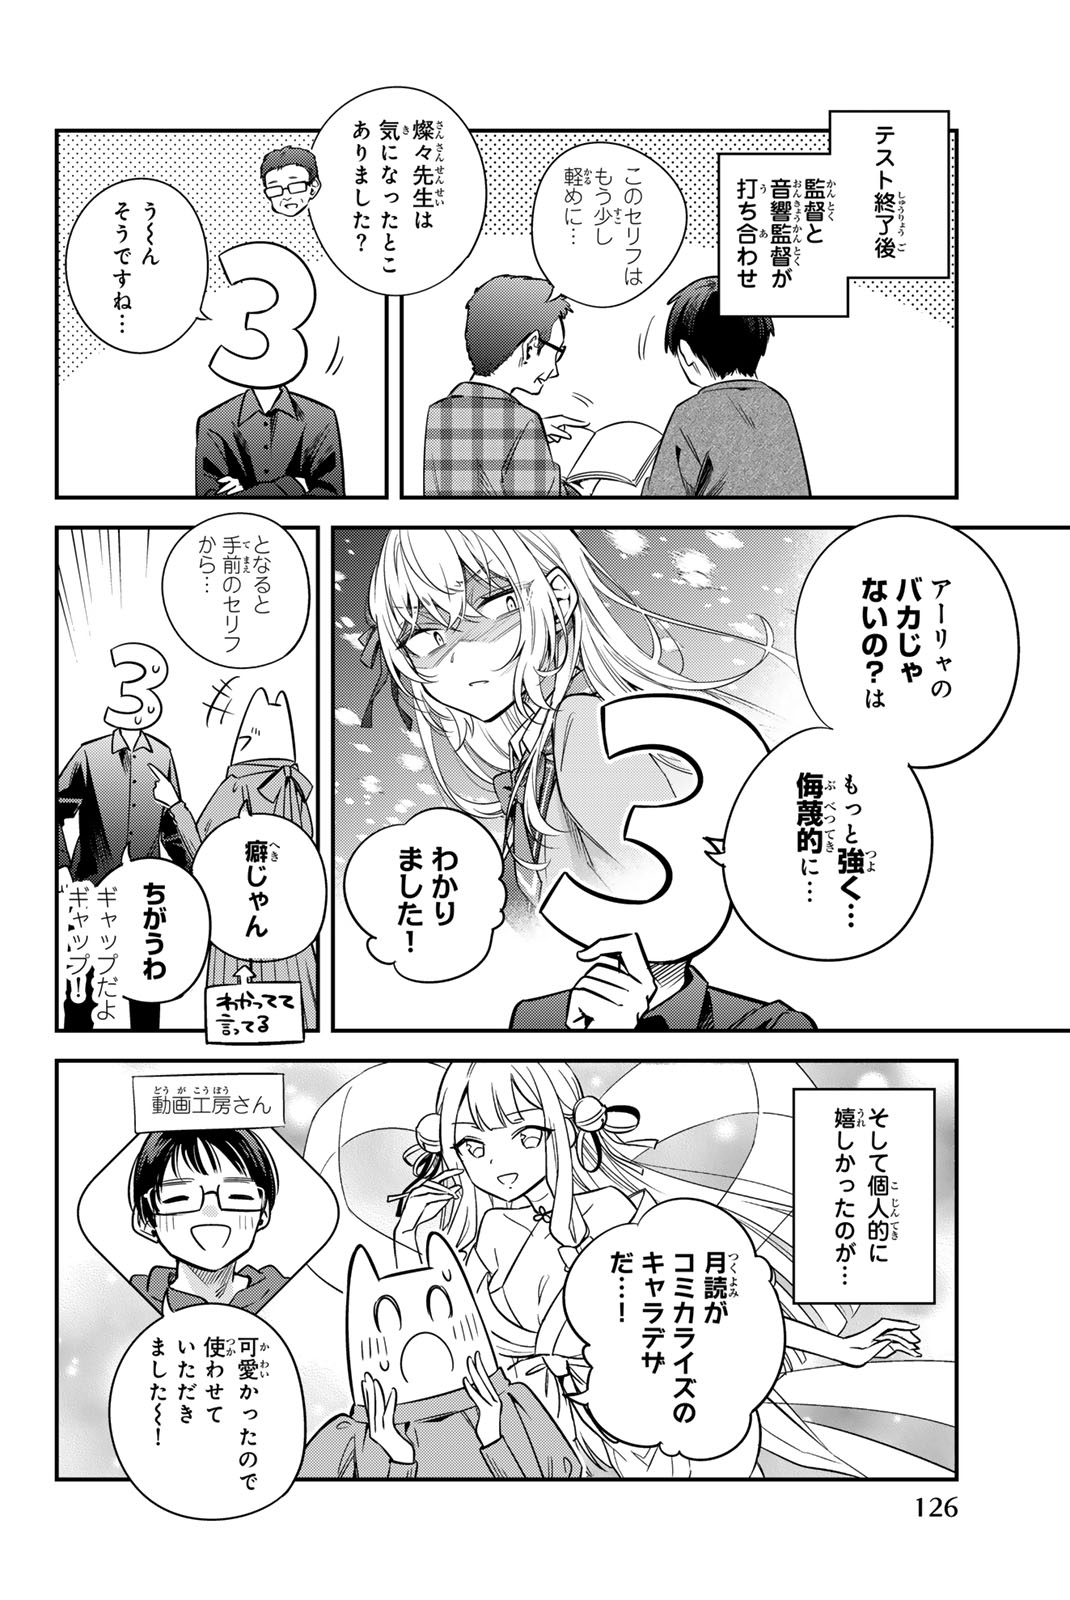 テスト終了後
監督と
音響監督が
打ち合わせ
このセリフは
もう少し
軽めに…
燦々先生は
気になったとこ
ありました？
う〜ん
そうですね…
アーリャの
バカじゃ
ないの？は
もっと強く…
侮蔑的に…
わかり
ました！
となると
手前のセリフ
から…
癖じゃん
わかってて
言ってる
ちがうわ
ギャップだよ
ギャップ！
そして個人的に
嬉しかったのが…
月読が
コミカライズの
キャラデザ
だ…！
動画工房さん
可愛かったので
使わせて
いただき
ました〜！
126